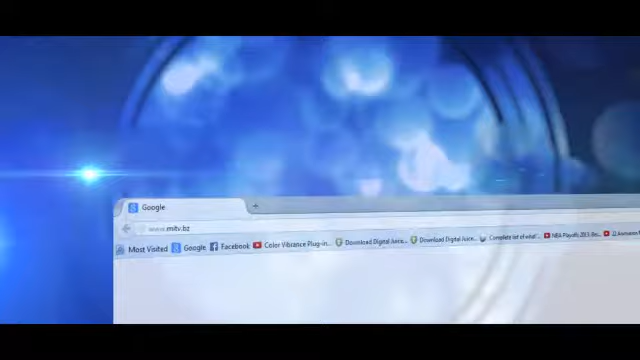 Google
www.mitv.bz
Most Visited Google Facebook Color Vibrance Plug-in... Download Digital Juice... Download Digital Juice... Complete list of what' NBA Playoffs 2013: